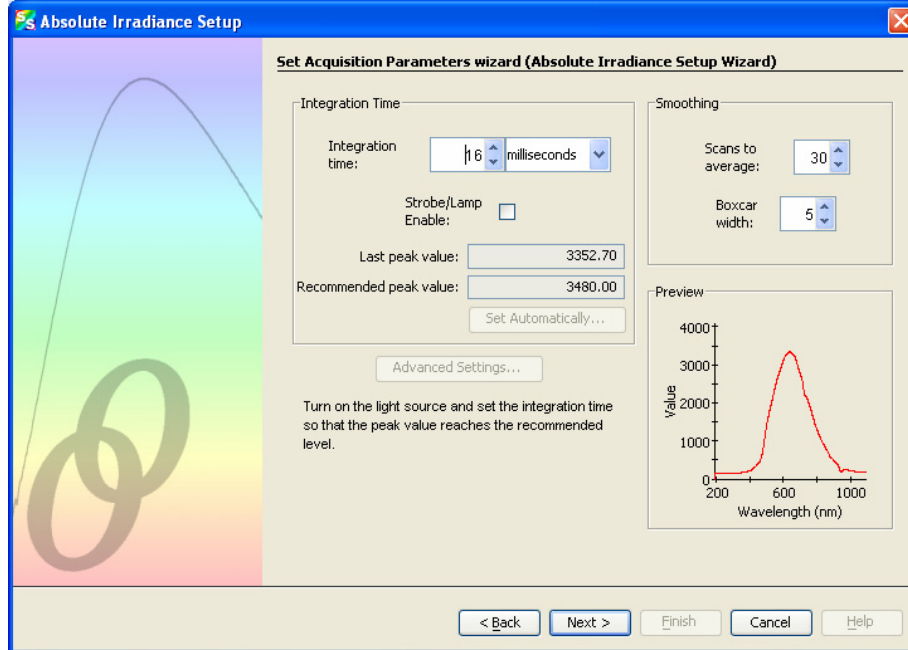 Absolute Irradiance Setup
Set Acquisition Parameters wizard (Absolute Irradiance Setup Wizard)
Integration Time
Integration time:
16 milliseconds
Strobe/Lamp Enable:
Last peak value: 3352.70
Recommended peak value: 3480.00
Set Automatically...
Advanced Settings...
Turn on the light source and set the integration time
so that the peak value reaches the recommended
level.
Smoothing
Scans to average: 30
Boxcar width: 5
Preview
4000
3000
2000
1000
0
Value
200 600 1000
Wavelength (nm)
< Back Next > Finish Cancel Help